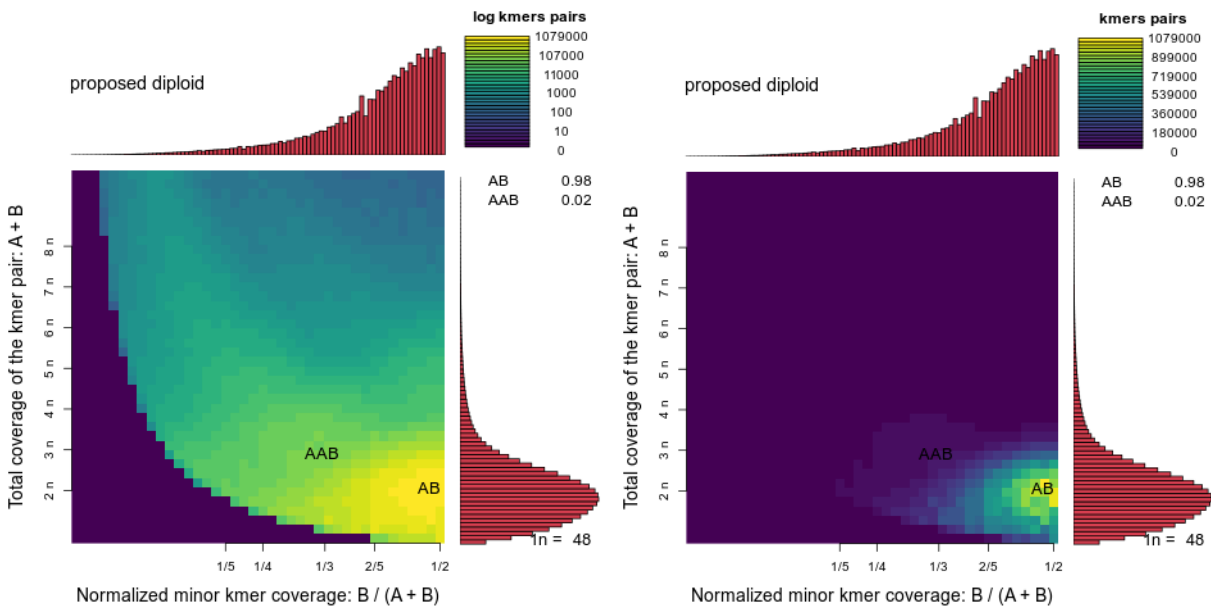 log kmers pairs
1079000
107000
11000
1000
100
10
0
proposed diploid
AB 0.98
AAB 0.02
Total coverage of the kmer pair: A + B
8 n
7 n
6 n
5 n
4 n
3 n
2 n
AAB
AB
1n = 48
1/5 1/4 1/3 2/5 1/2
Normalized minor kmer coverage: B / (A + B)
kmers pairs
1079000
899000
719000
539000
360000
180000
0
proposed diploid
AB 0.98
AAB 0.02
Total coverage of the kmer pair: A + B
8 n
7 n
6 n
5 n
4 n
3 n
2 n
AAB
AB
1n = 48
1/5 1/4 1/3 2/5 1/2
Normalized minor kmer coverage: B / (A + B)